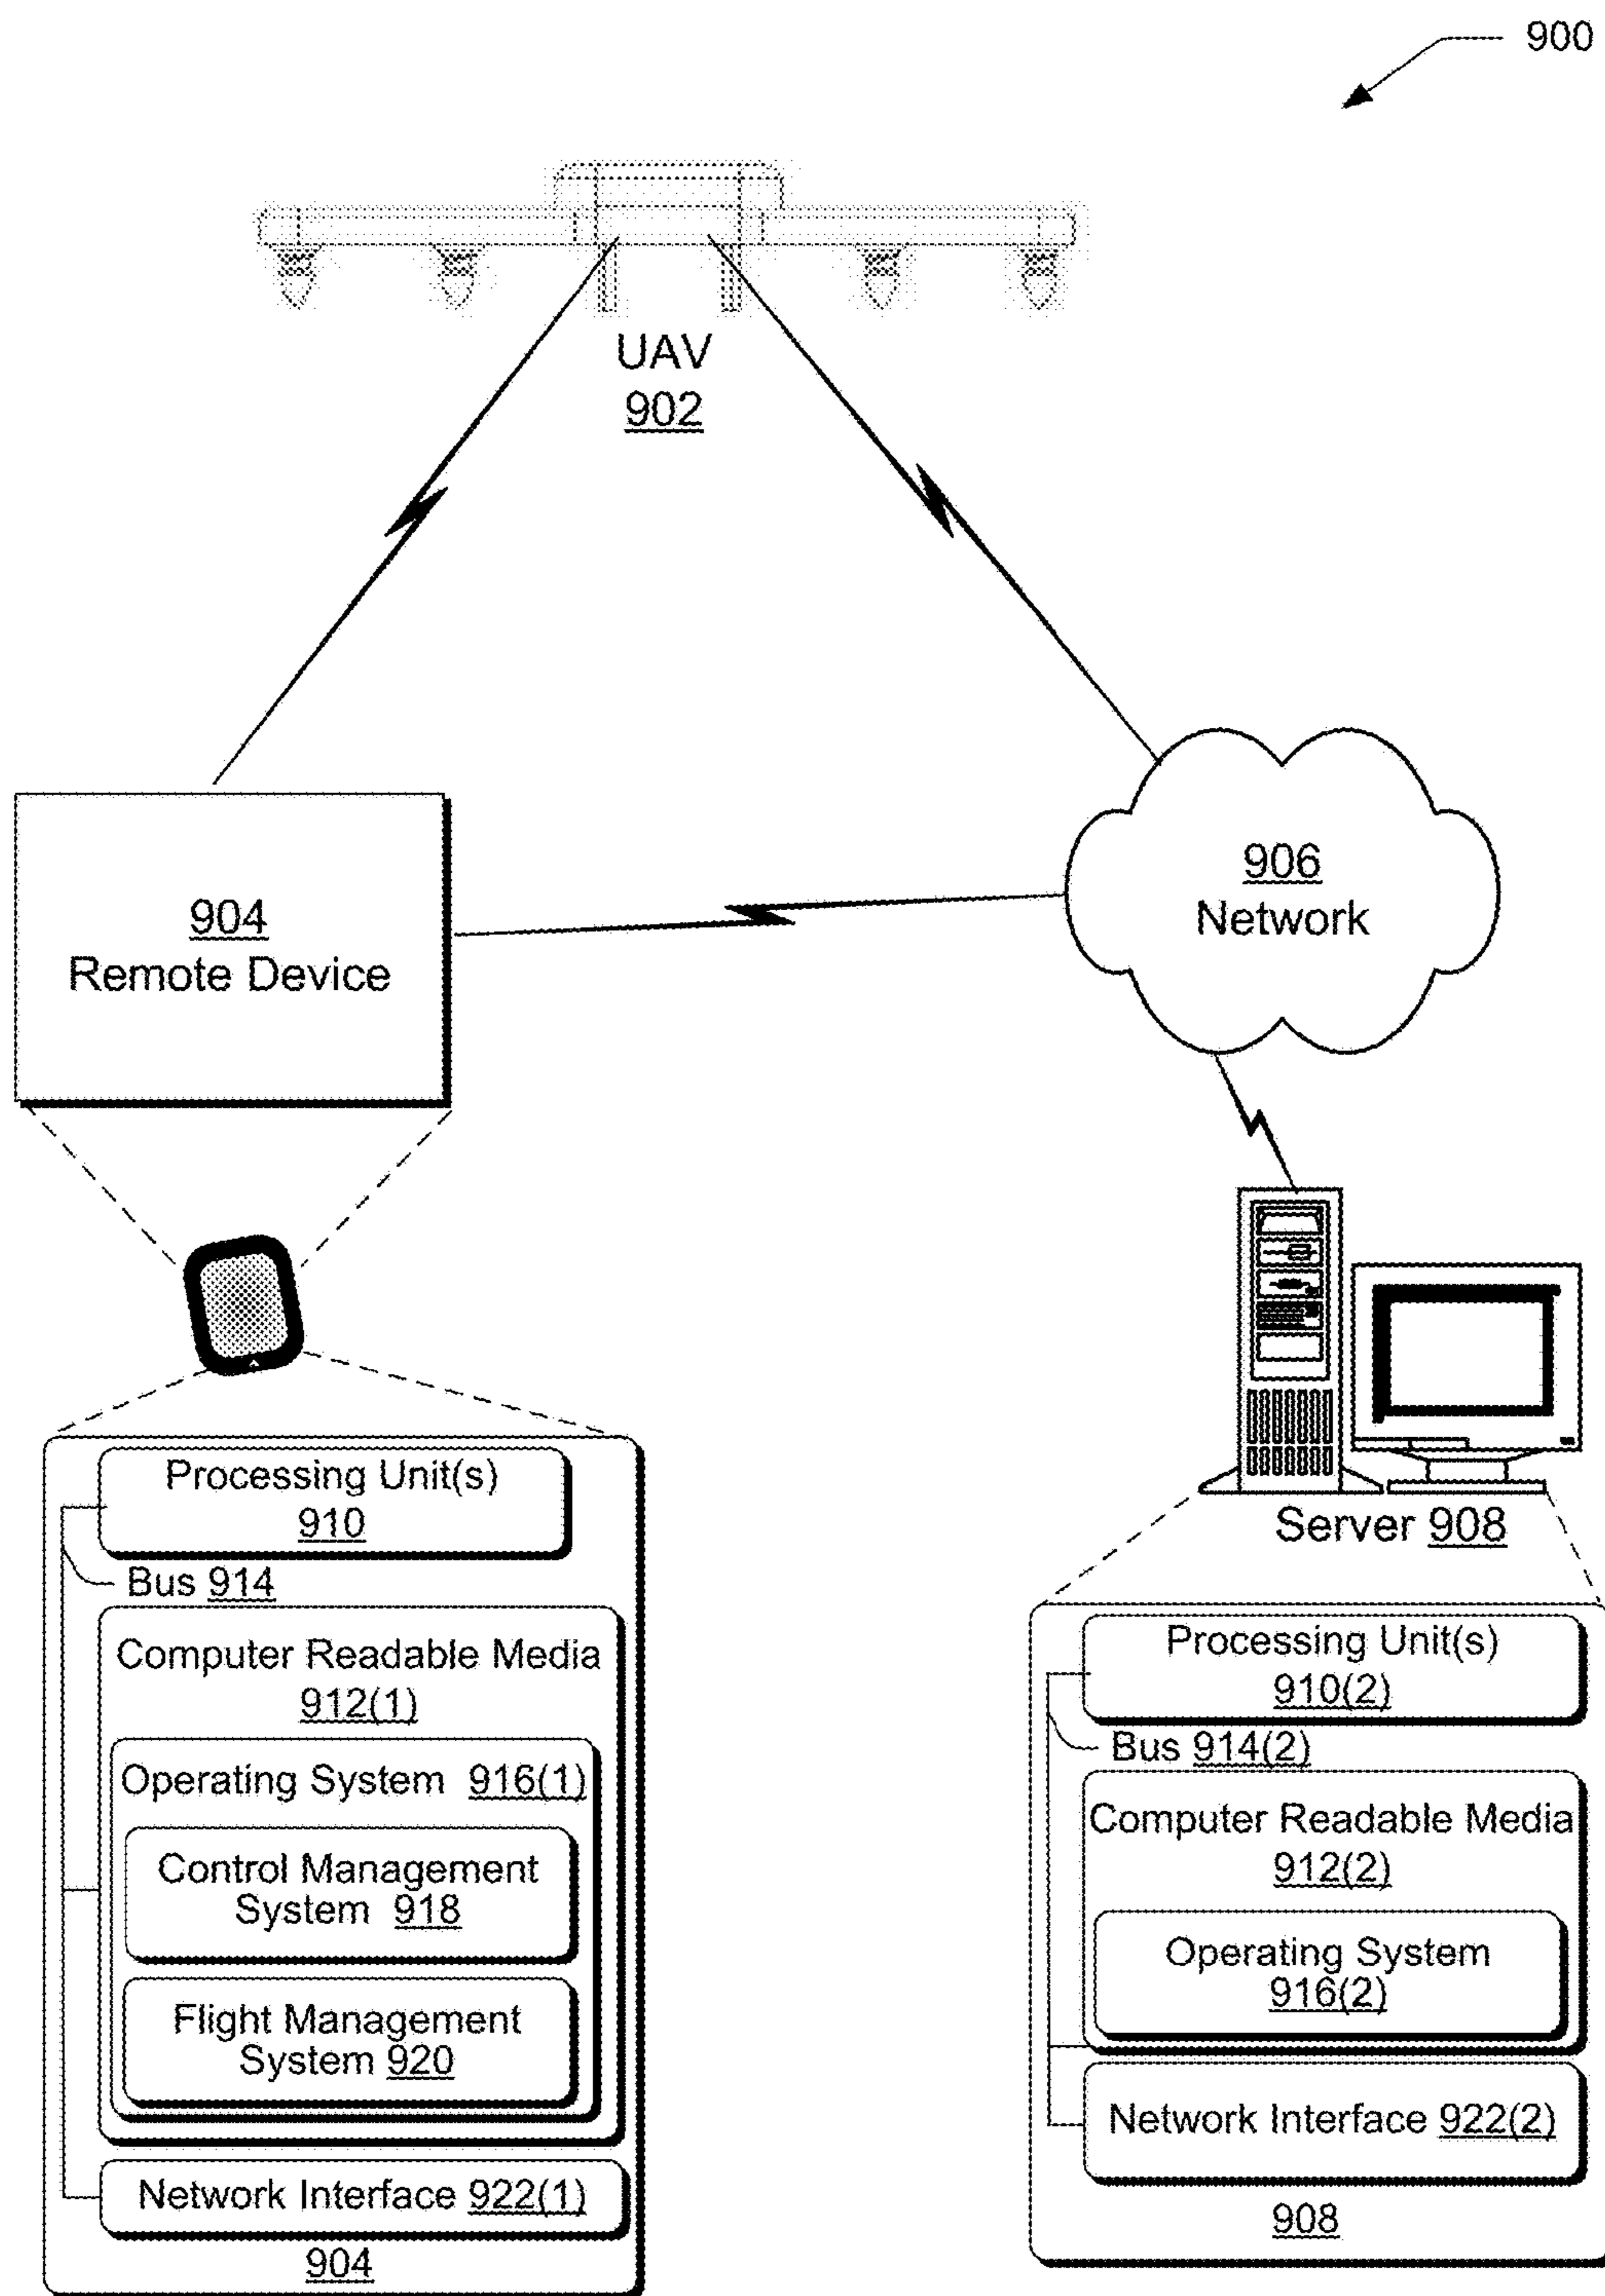 900
UAV
902
904
Remote Device
906
Network
Server 908
Processing Unit(s)
910
Bus 914
Computer Readable Media
912(1)
Operating System 916(1)
Control Management
System 918
Flight Management
System 920
Network Interface 922(1)
904
Processing Unit(s)
910(2)
Bus 914(2)
Computer Readable Media
912(2)
Operating System
916(2)
Network Interface 922(2)
908